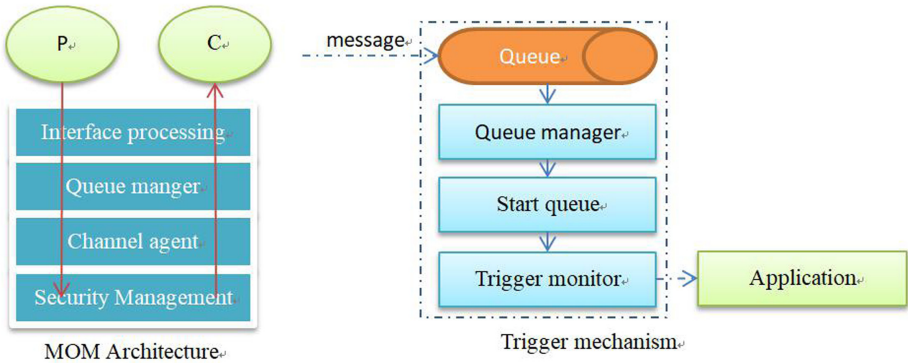 P
C
Interface processing
Queue manger
Channel agent
Security Management
MOM Architecture
message
Queue
Queue manager
Start queue
Trigger monitor
Application
Trigger mechanism